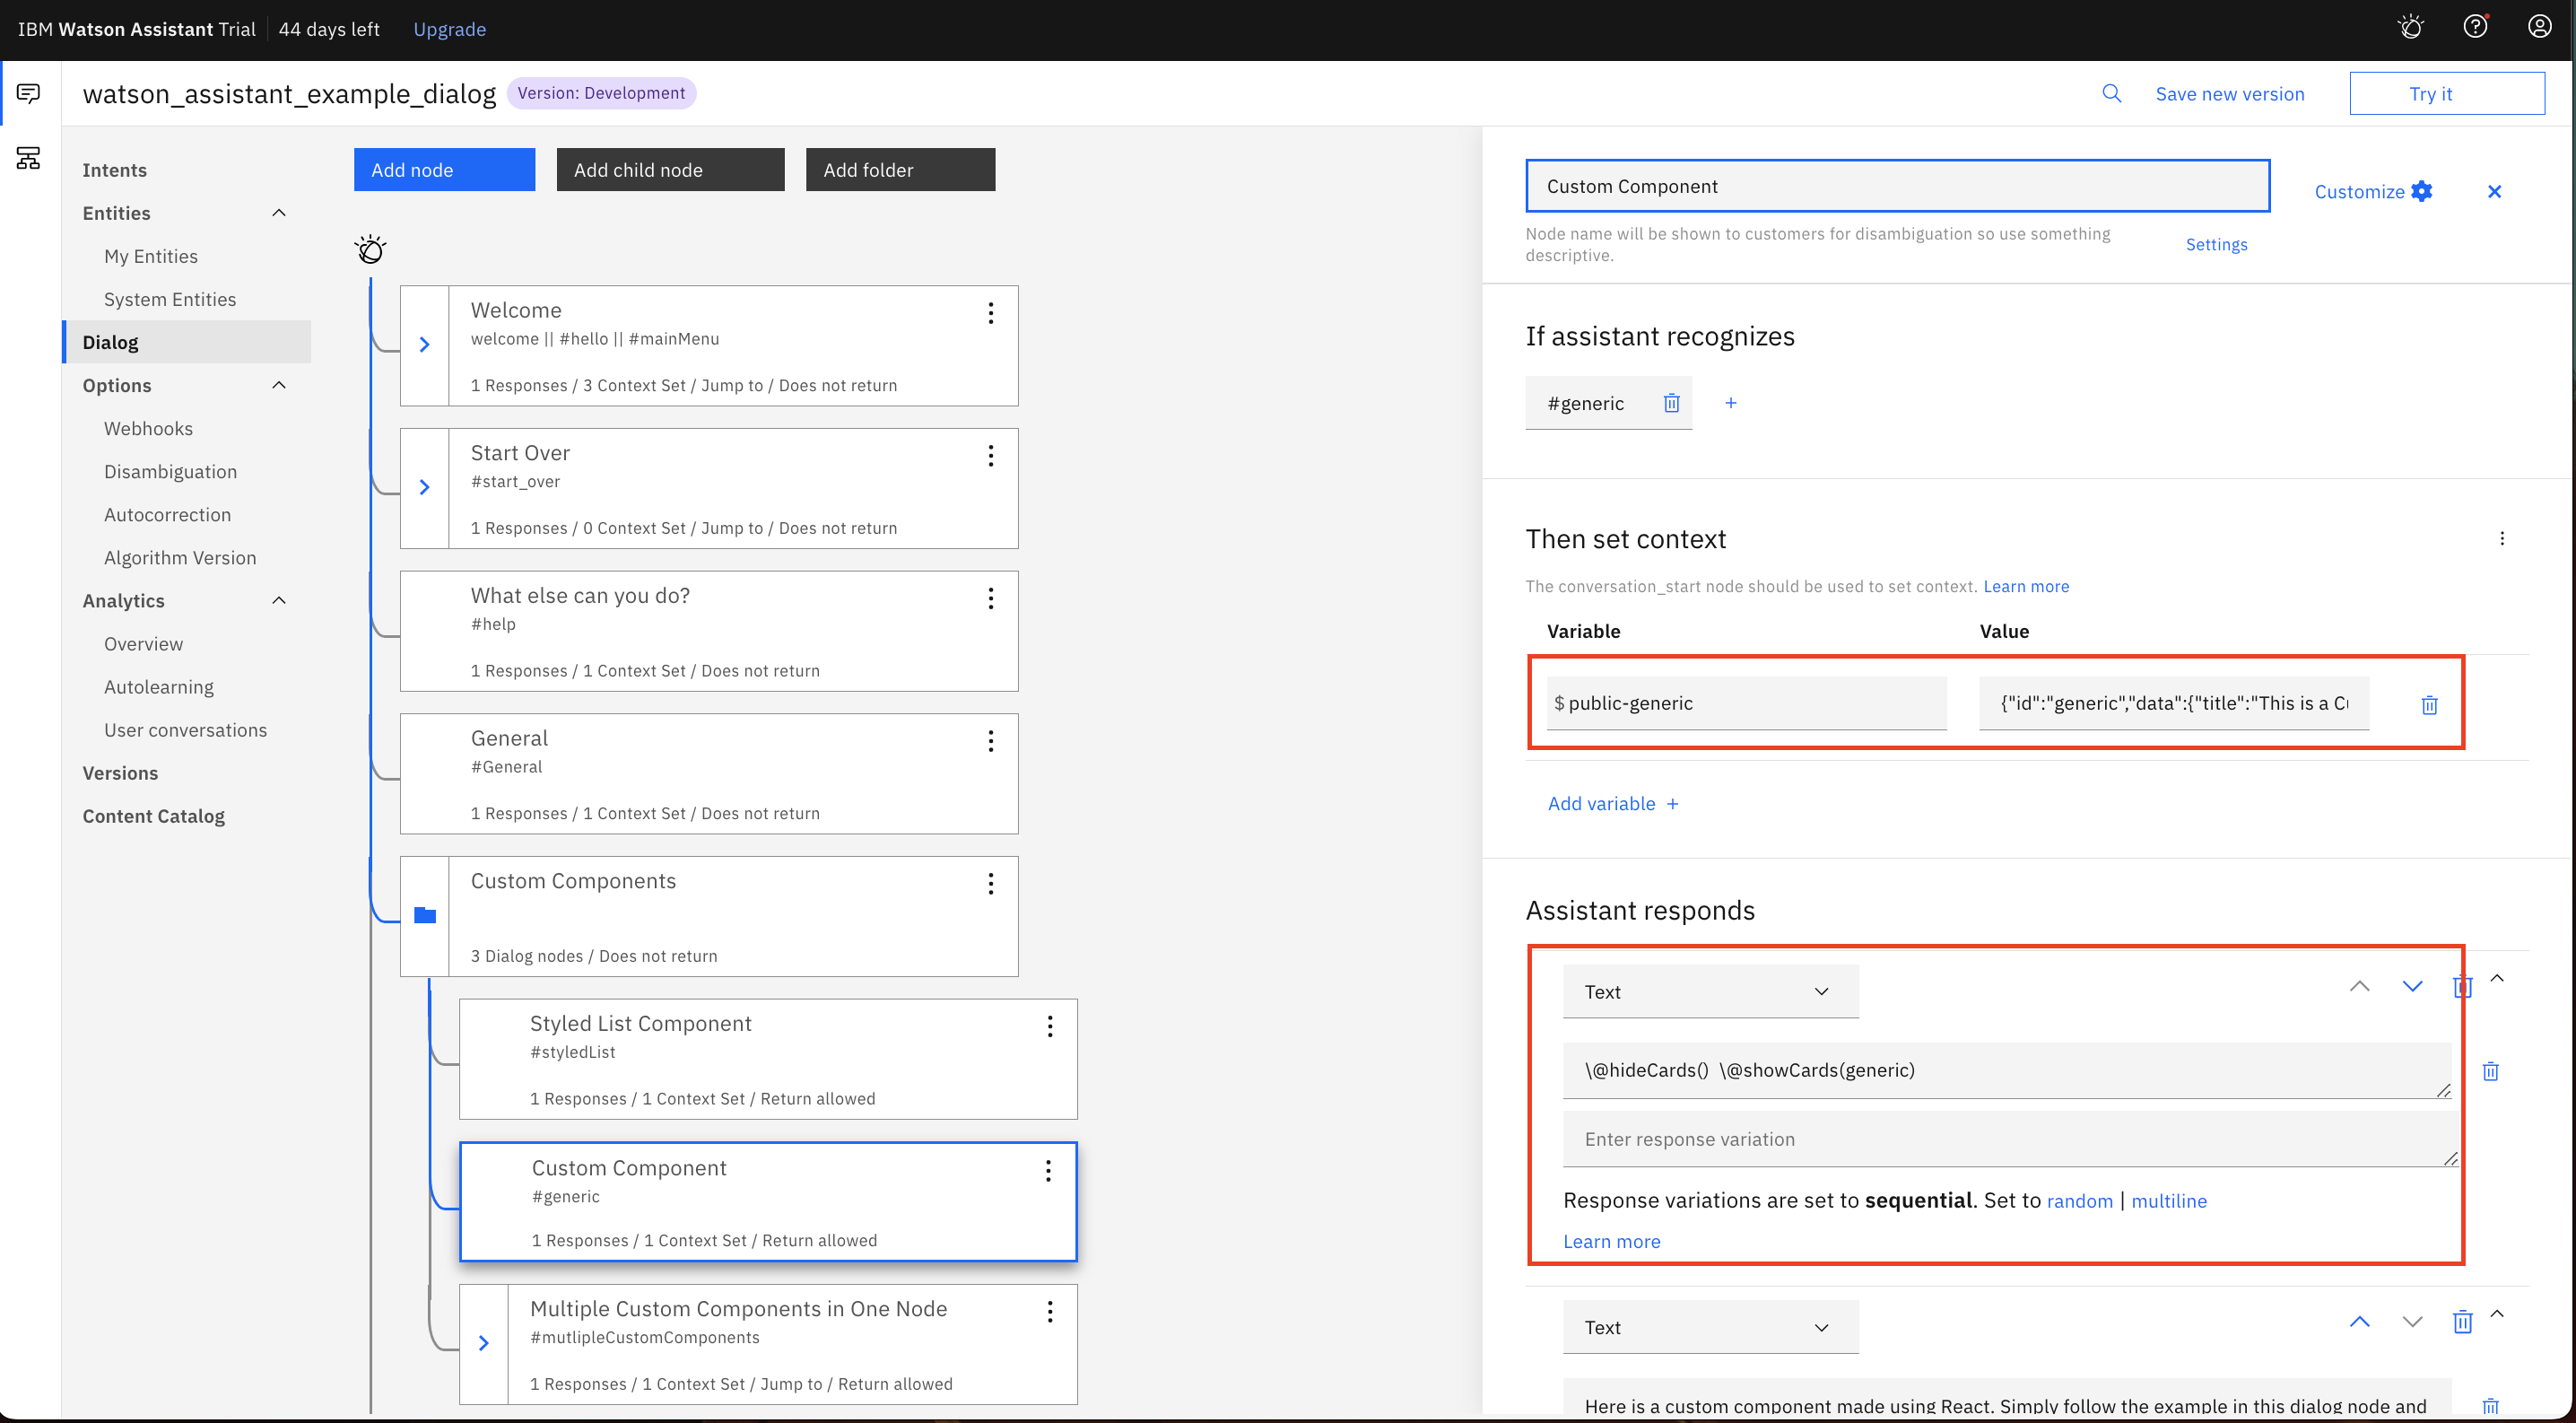 IBM Watson Assistant Trial 44 days left Upgrade
watson_assistant_example_dialog Version: Development Save new version Try it
Intents
Entities
My Entities
System Entities
Dialog
Options
Webhooks
Disambiguation
Autocorrection
Algorithm Version
Analytics
Overview
Autolearning
User conversations
Versions
Content Catalog
Add node Add child node Add folder
Welcome
welcome || #hello || #mainMenu
1 Responses / 3 Context Set / Jump to / Does not return
Start Over
#start_over
1 Responses / 0 Context Set / Jump to / Does not return
What else can you do?
#help
1 Responses / 1 Context Set / Does not return
General
#General
1 Responses / 1 Context Set / Does not return
Custom Components
3 Dialog nodes / Does not return
Styled List Component
#styledList
1 Responses / 1 Context Set / Return allowed
Custom Component
#generic
1 Responses / 1 Context Set / Return allowed
Multiple Custom Components in One Node
#mutlipleCustomComponents
1 Responses / 1 Context Set / Jump to / Return allowed
Custom Component
Customize
Node name will be shown to customers for disambiguation so use something
descriptive.
Settings
If assistant recognizes
#generic
Then set context
The conversation_start node should be used to set context. Learn more
Variable Value
$ public-generic {"id":"generic","data":{"title":"This is a C
Add variable +
Assistant responds
Text
\@hideCards() \@showCards(generic)
Enter response variation
Response variations are set to sequential. Set to random | multiline
Learn more
Text
Here is a custom component made using React. Simply follow the example in this dialog node and